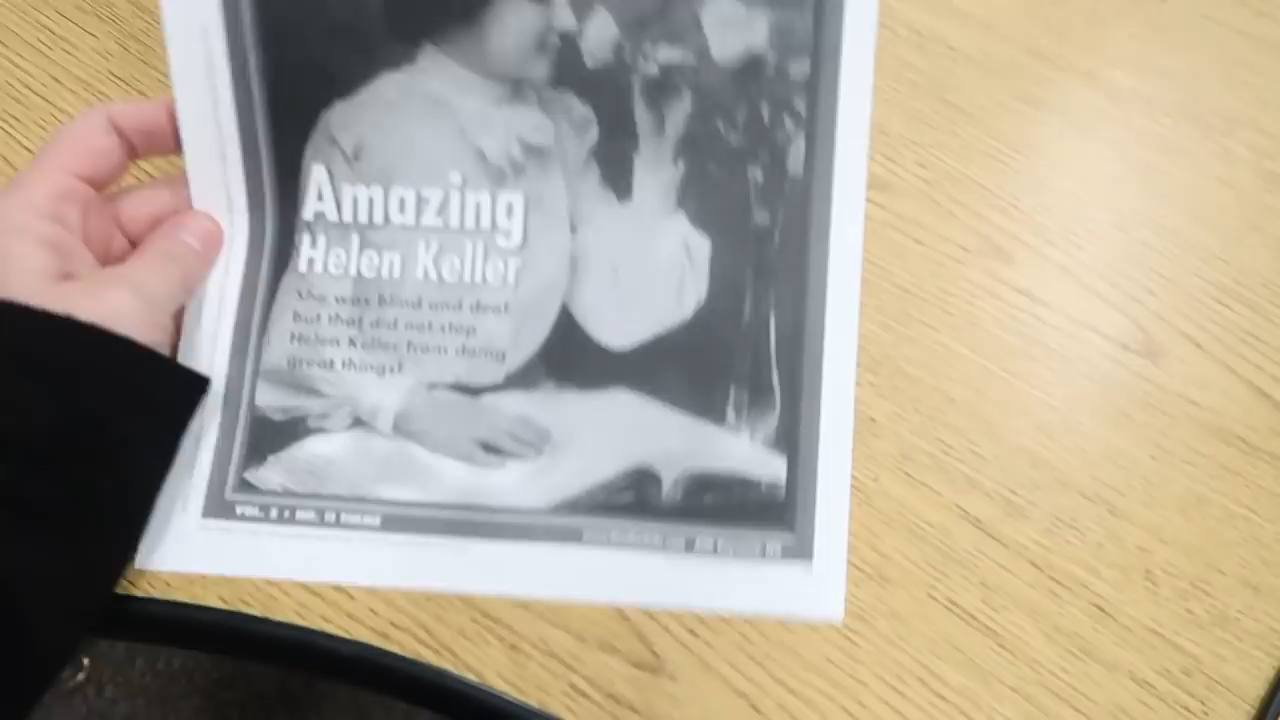 Amazing
Helen Keller
She was blind and deaf,
but that did not stop
Helen Keller from doing
great things!
VOL.